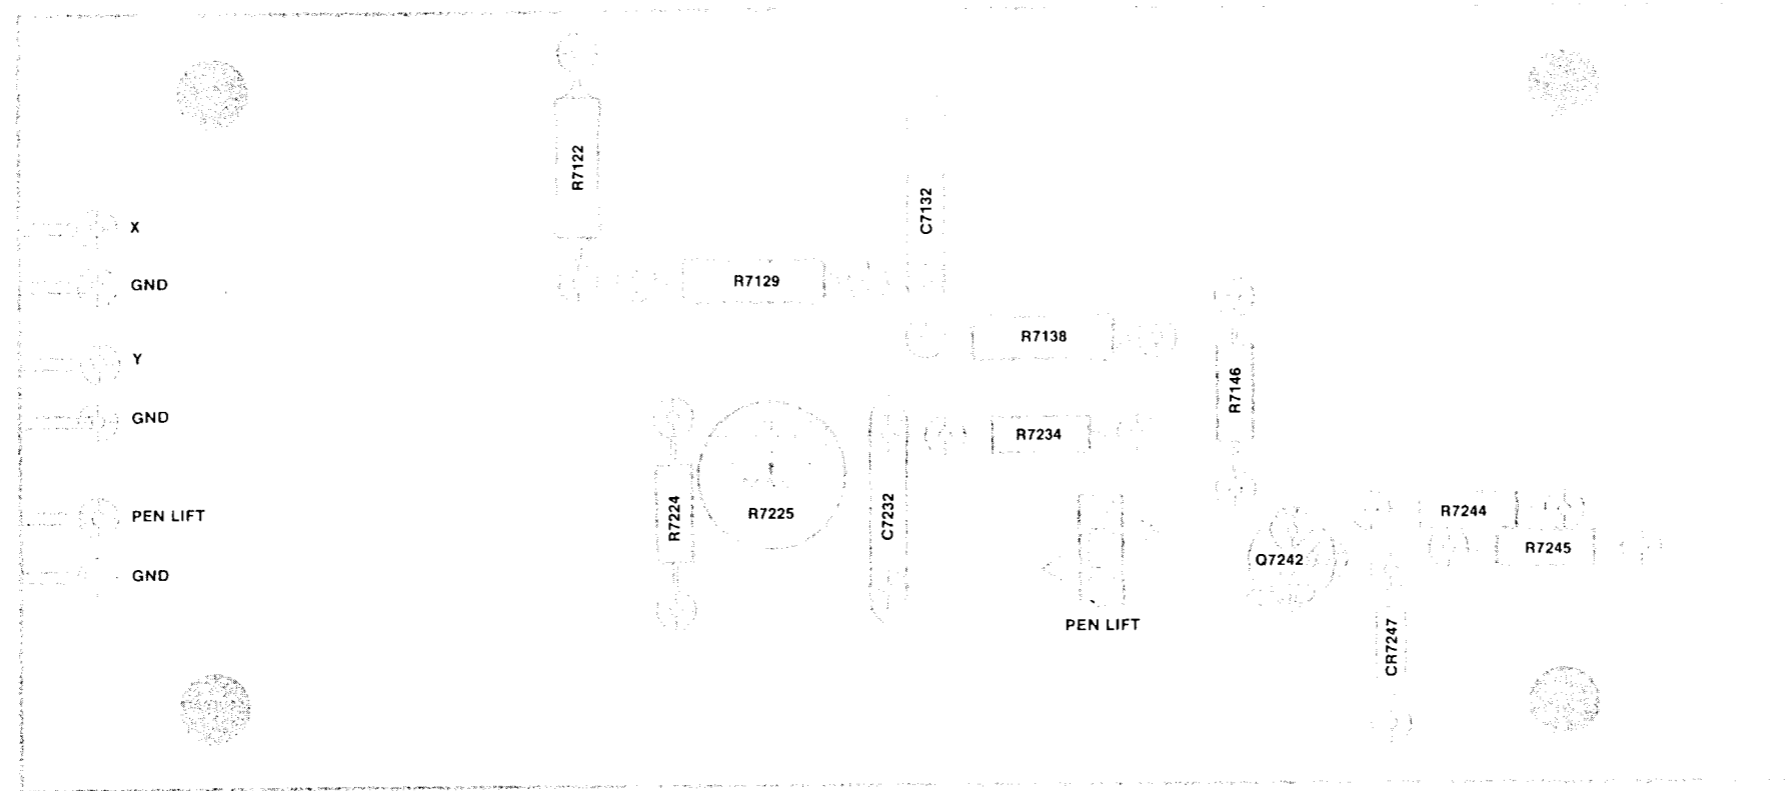 R7122
C7132
X
GND
R7129
R7138
Y
R7146
GND
R7234
R7224
R7225
C7232
PEN LIFT
R7244
R7245
Q7242
GND
PEN LIFT
CR7247